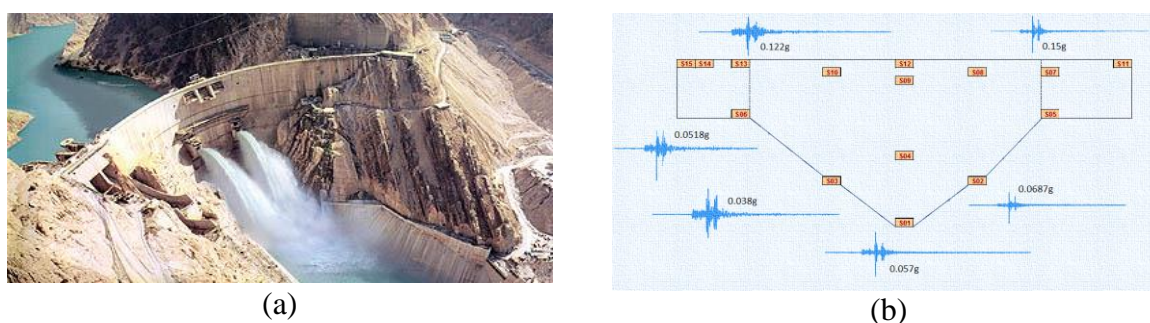 0.122g
0.15g
S15 S14 S13 S12 S11
S10 S08 S07
S09
S06 S05
0.0518g
S04
S03 S02
0.038g
0.0687g
S01
0.057g
(a) (b)